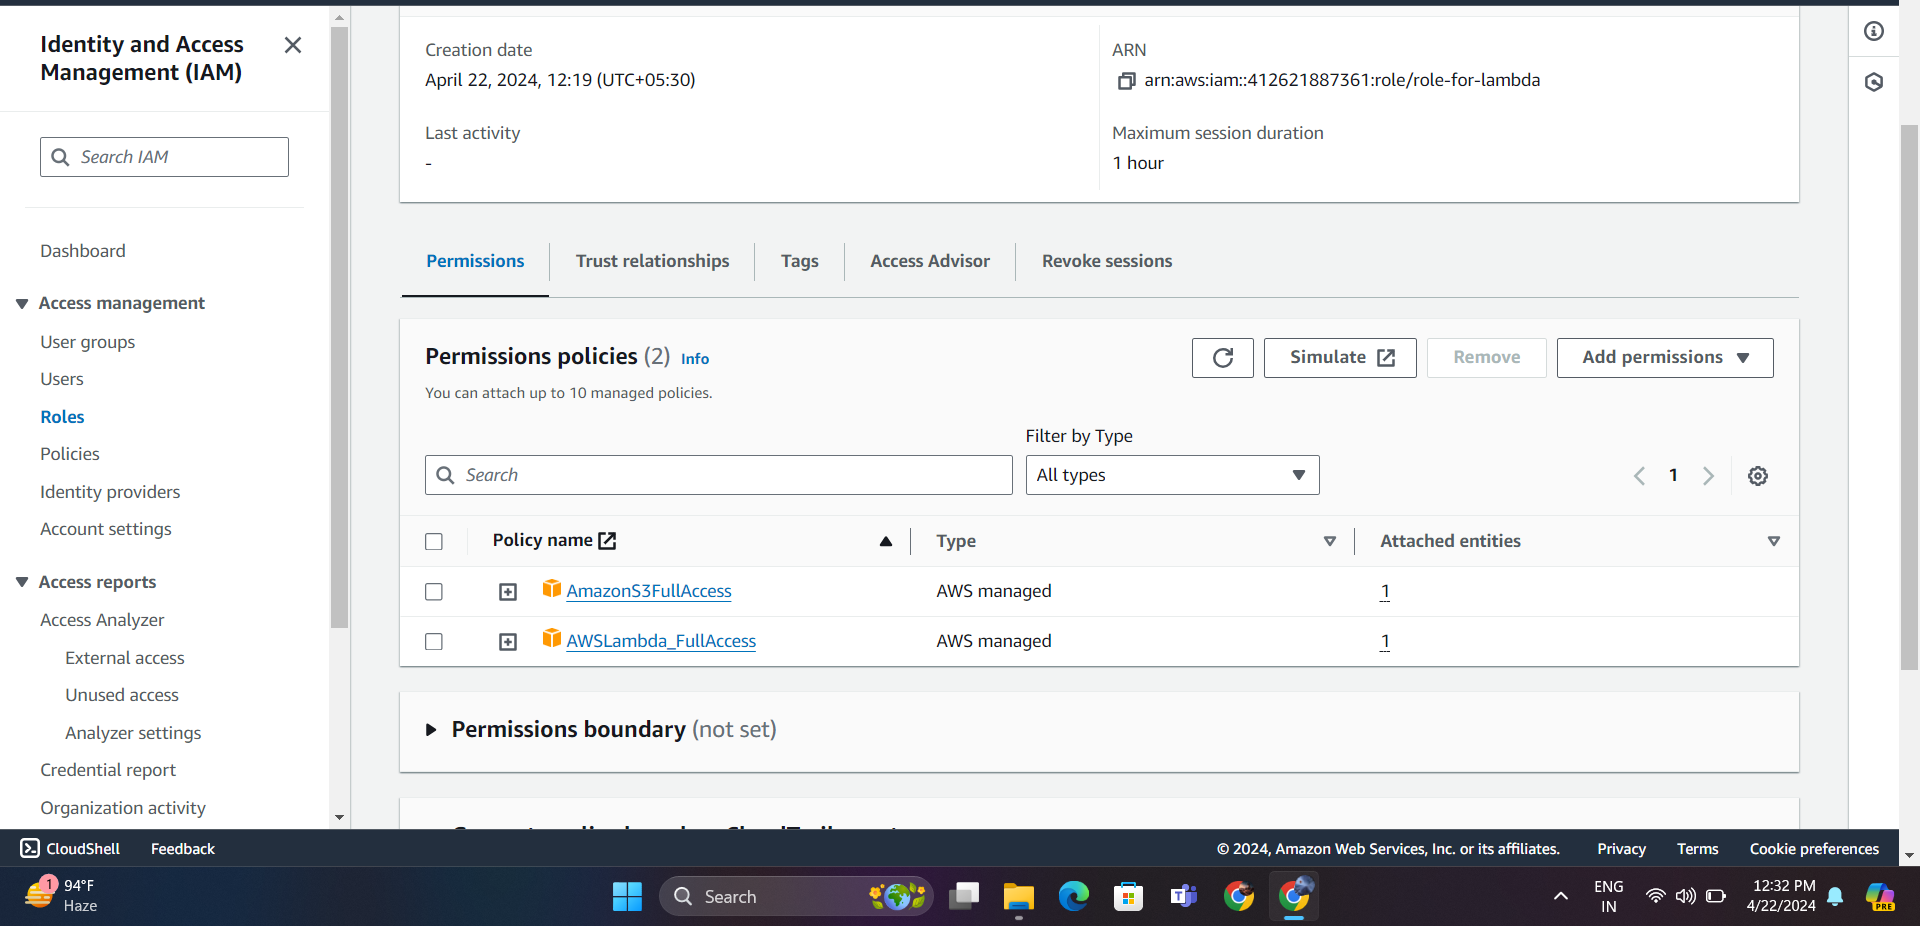 Identity and Access
Management (IAM)
Search IAM
Dashboard
Access management
User groups
Users
Roles
Policies
Identity providers
Account settings
Access reports
Access Analyzer
External access
Unused access
Analyzer settings
Credential report
Organization activity
Creation date
April 22, 2024, 12:19 (UTC+05:30)
Last activity
-
ARN
arn:aws:iam::412621887361:role/role-for-lambda
Maximum session duration
1 hour
Permissions
Trust relationships
Tags
Access Advisor
Revoke sessions
Permissions policies (2) Info
You can attach up to 10 managed policies.
Simulate
Remove
Add permissions
Search
Filter by Type
All types
1
Policy name Type Attached entities
AmazonS3FullAccess AWS managed 1
AWSLambda_FullAccess AWS managed 1
Permissions boundary (not set)
CloudShell Feedback © 2024, Amazon Web Services, Inc. or its affiliates. Privacy Terms Cookie preferences
1
94°F
Haze
Search
ENG
IN
12:32 PM
4/22/2024
PRE